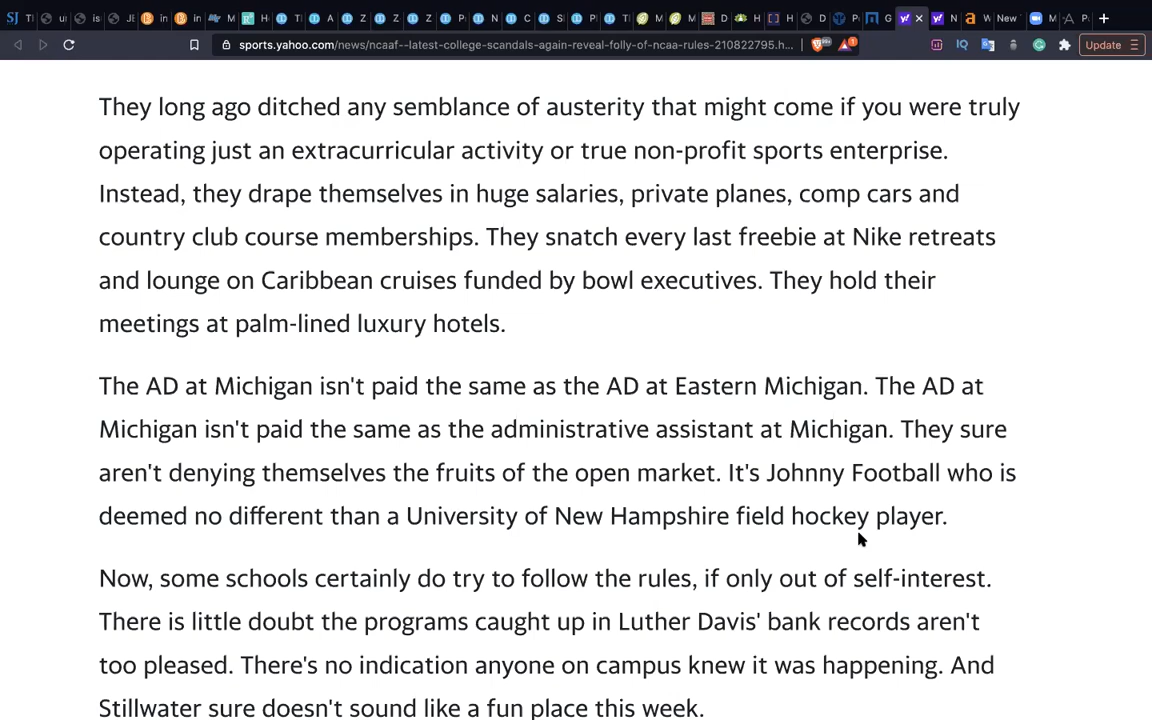 sports.yahoo.com/news/ncaaf--latest-college-scandals-again-reveal-folly-of-ncaa-rules-210822795.h...
Update
They long ago ditched any semblance of austerity that might come if you were truly
operating just an extracurricular activity or true non-profit sports enterprise.
Instead, they drape themselves in huge salaries, private planes, comp cars and
country club course memberships. They snatch every last freebie at Nike retreats
and lounge on Caribbean cruises funded by bowl executives. They hold their
meetings at palm-lined luxury hotels.
The AD at Michigan isn't paid the same as the AD at Eastern Michigan. The AD at
Michigan isn't paid the same as the administrative assistant at Michigan. They sure
aren't denying themselves the fruits of the open market. It's Johnny Football who is
deemed no different than a University of New Hampshire field hockey player.
Now, some schools certainly do try to follow the rules, if only out of self-interest.
There is little doubt the programs caught up in Luther Davis' bank records aren't
too pleased. There's no indication anyone on campus knew it was happening. And
Stillwater sure doesn't sound like a fun place this week.